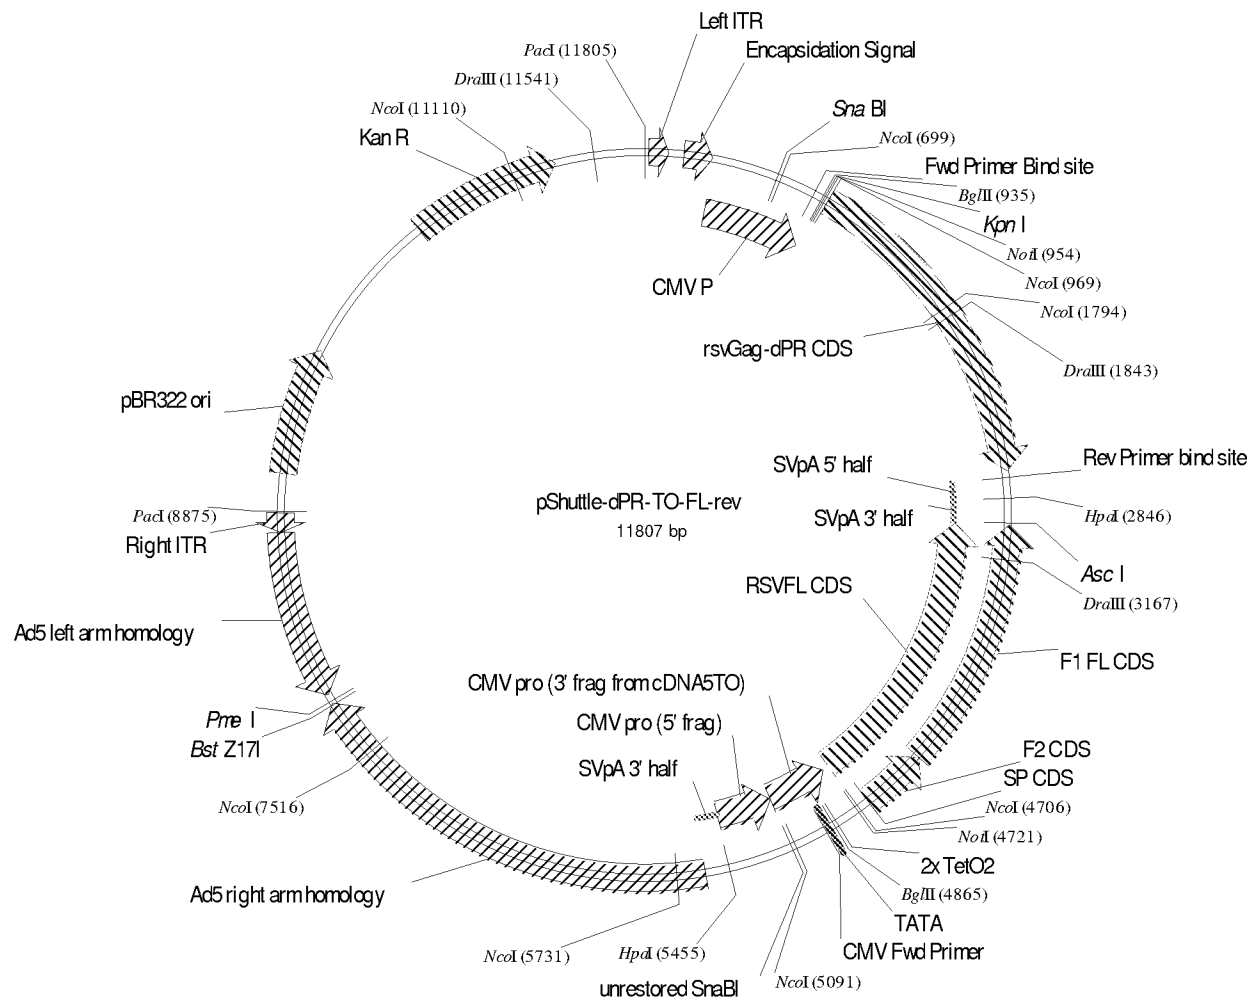 Left ITR
PacI (11805)
Encapsidation Signal
DraIII (11541)
NcoI (11110)
Sna BI
Kan R
NcoI (699)
Fwd Primer Bind site
BglII (935)
Kpn I
NotI (954)
NcoI (969)
CMV P
NcoI (1794)
rsvGag-dPR CDS
DraIII (1843)
pBR322 ori
Rev Primer bind site
SVpA 5' half
pShuttle-dPR-TO-FL-rev
11807 bp
PacI (8875)
SVpA 3' half
HpaI (2846)
Right ITR
Asc I
RSVFL CDS
DraIII (3167)
Ad5 left arm homology
F1 FL CDS
CMV pro (3' frag from cDNA5TO)
Pme I
CMV pro (5' frag)
Bst Z17I
F2 CDS
SVpA 3' half
SP CDS
NcoI (7516)
NcoI (4706)
NotI (4721)
2x TetO2
Ad5 right arm homology
BglII (4865)
TATA
NcoI (5731)
HpaI (5455)
CMV Fwd Primer
unrestored SnaBI
NcoI (5091)